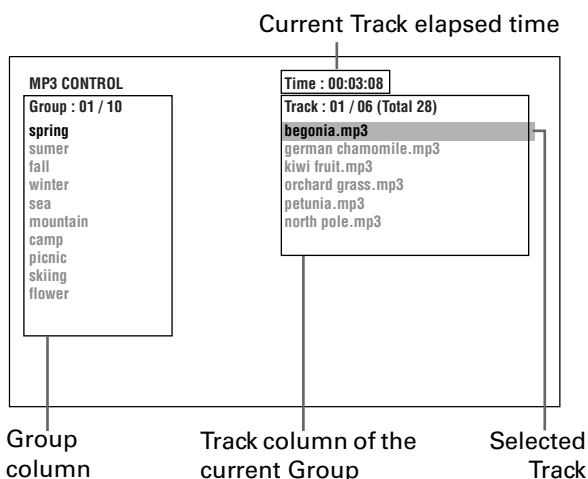 Current Track elapsed time
MP3 CONTROL
Group : 01 / 10
spring
sumer
fall
winter
sea
mountain
camp
picnic
skiing
flower
Time : 00:03:08
Track : 01 / 06 (Total 28)
begonia.mp3
german chamomile.mp3
kiwi fruit.mp3
orchard grass.mp3
petunia.mp3
north pole.mp3
Group
column
Track column of the
current Group
Selected
Track